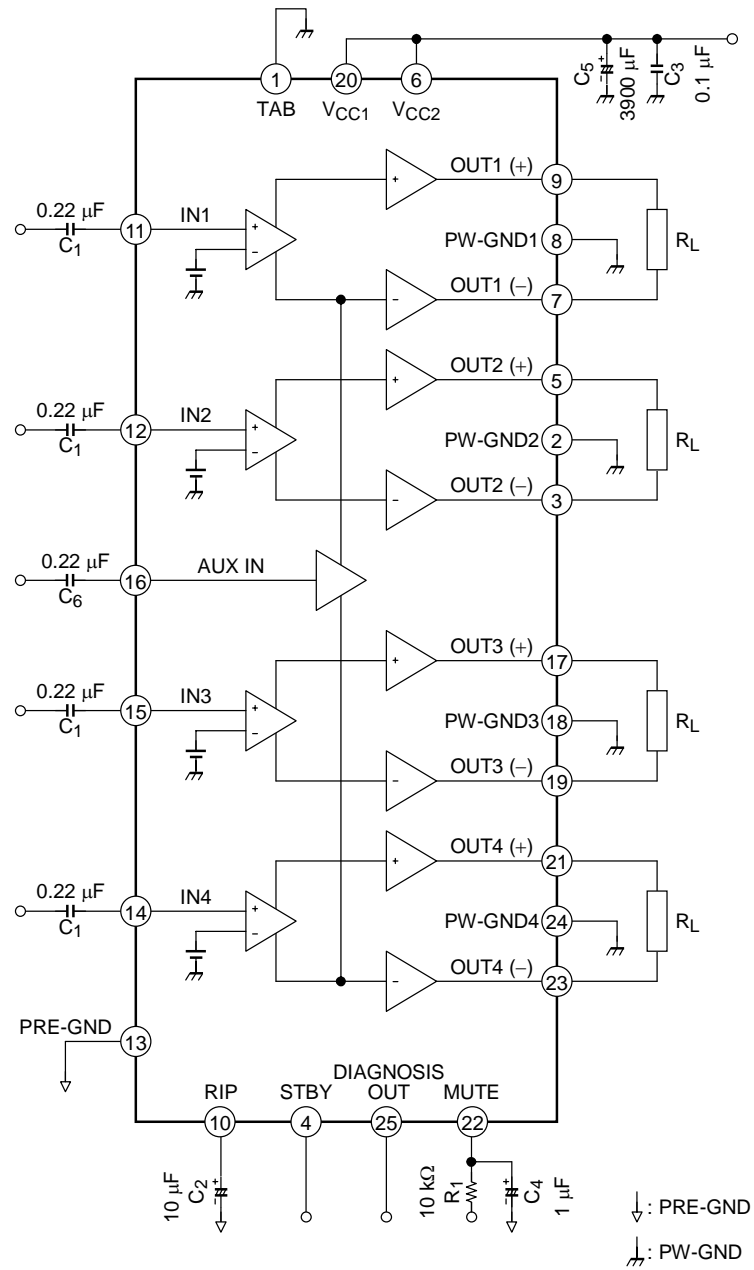 1
20
6
TAB
VCC1
VCC2
C5
3900 µF
C3
0.1 µF
OUT1 (+)
9
0.22 µF
IN1
+
−
+
11
C1
PW-GND1
8
RL
OUT1 (−)
−
7
OUT2 (+)
5
0.22 µF
IN2
+
−
+
12
C1
PW-GND2
2
RL
OUT2 (−)
−
3
0.22 µF
AUX IN
16
C6
OUT3 (+)
17
0.22 µF
IN3
+
−
+
15
C1
PW-GND3
18
RL
OUT3 (−)
−
19
OUT4 (+)
21
0.22 µF
IN4
+
−
+
14
C1
PW-GND4
24
RL
OUT4 (−)
−
23
PRE-GND
13
RIP
STBY
DIAGNOSIS
OUT
MUTE
10
4
25
22
10 µF
C2
+
−
10 kΩ
R1
C4
+
−
1 µF
: PRE-GND
: PW-GND